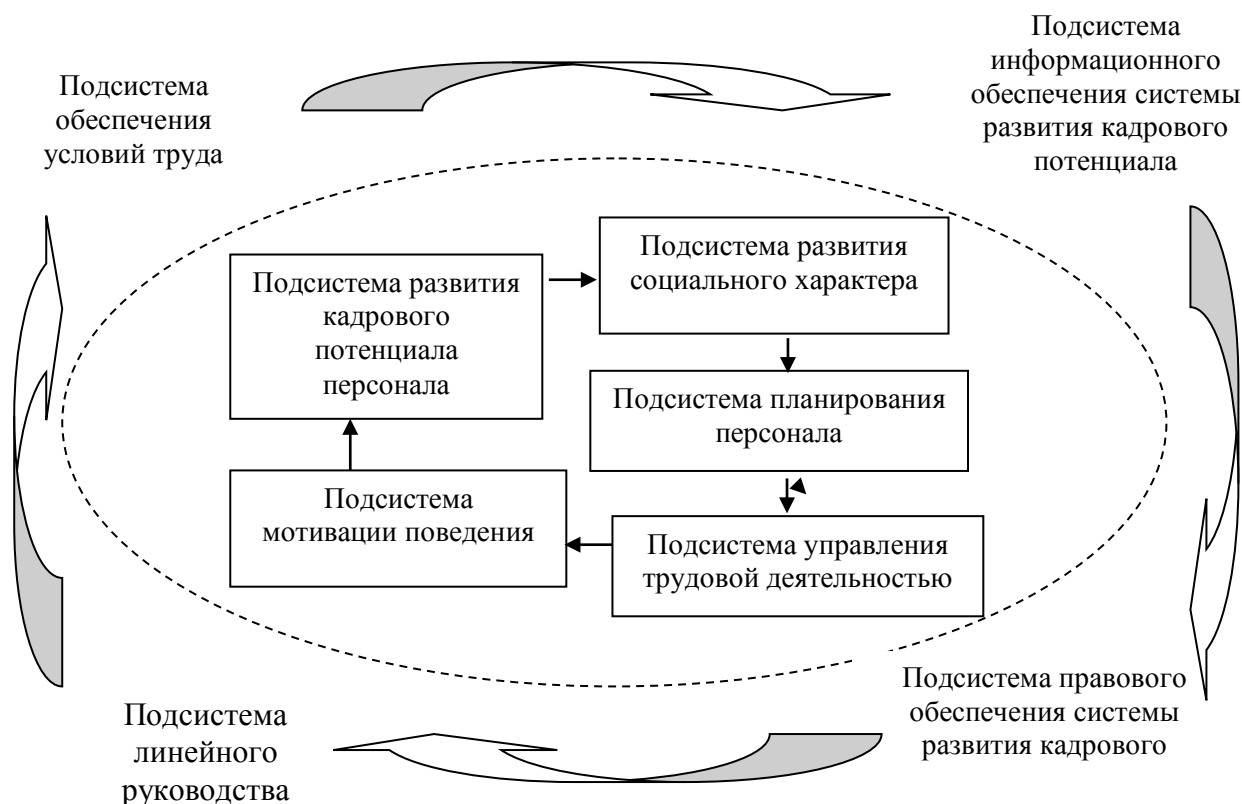 Подсистема
обеспечения
условий труда
Подсистема
информационного
обеспечения системы
развития кадрового
потенциала
Подсистема развития
кадрового
потенциала
персонала
Подсистема развития
социального характера
Подсистема планирования
персонала
Подсистема
мотивации поведения
Подсистема управления
трудовой деятельностью
Подсистема
линейного
руководства
Подсистема правового
обеспечения системы
развития кадрового